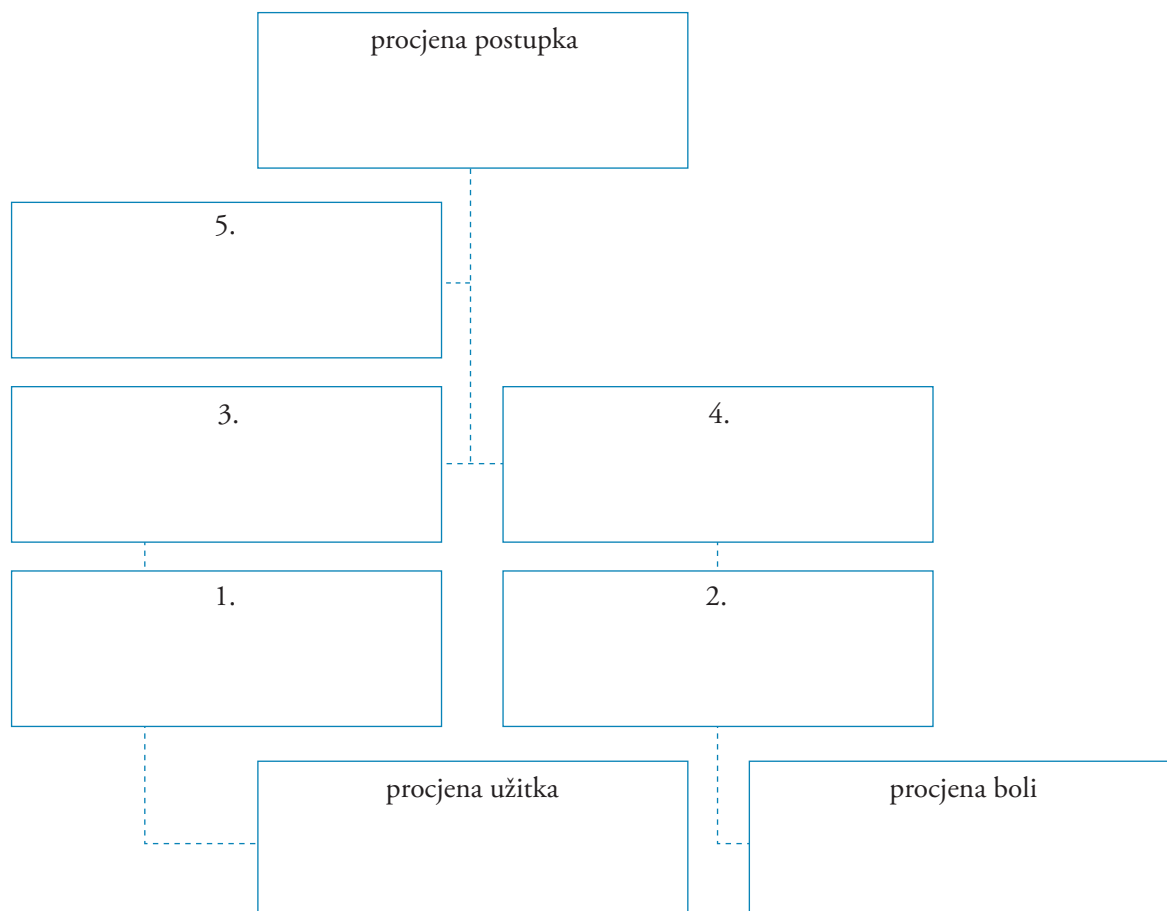 procjena postupka
5.
3.
4.
1.
2.
procjena užitka
procjena boli